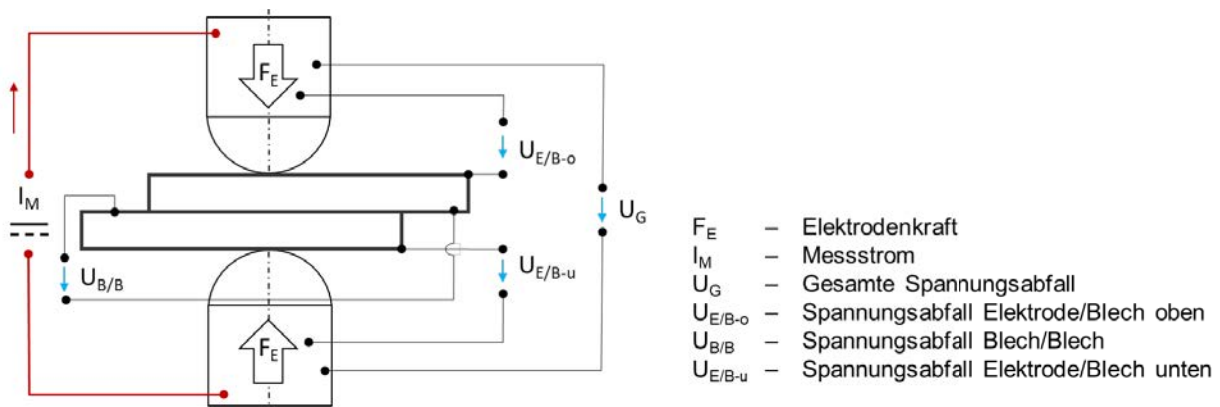 F_E
U_E/B-o
I_M
U_G
U_B/B
U_E/B-u
F_E
F_E – Elektrodenkraft
I_M – Messstrom
U_G – Gesamte Spannungsabfall
U_E/B-o – Spannungsabfall Elektrode/Blech oben
U_B/B – Spannungsabfall Blech/Blech
U_E/B-u – Spannungsabfall Elektrode/Blech unten